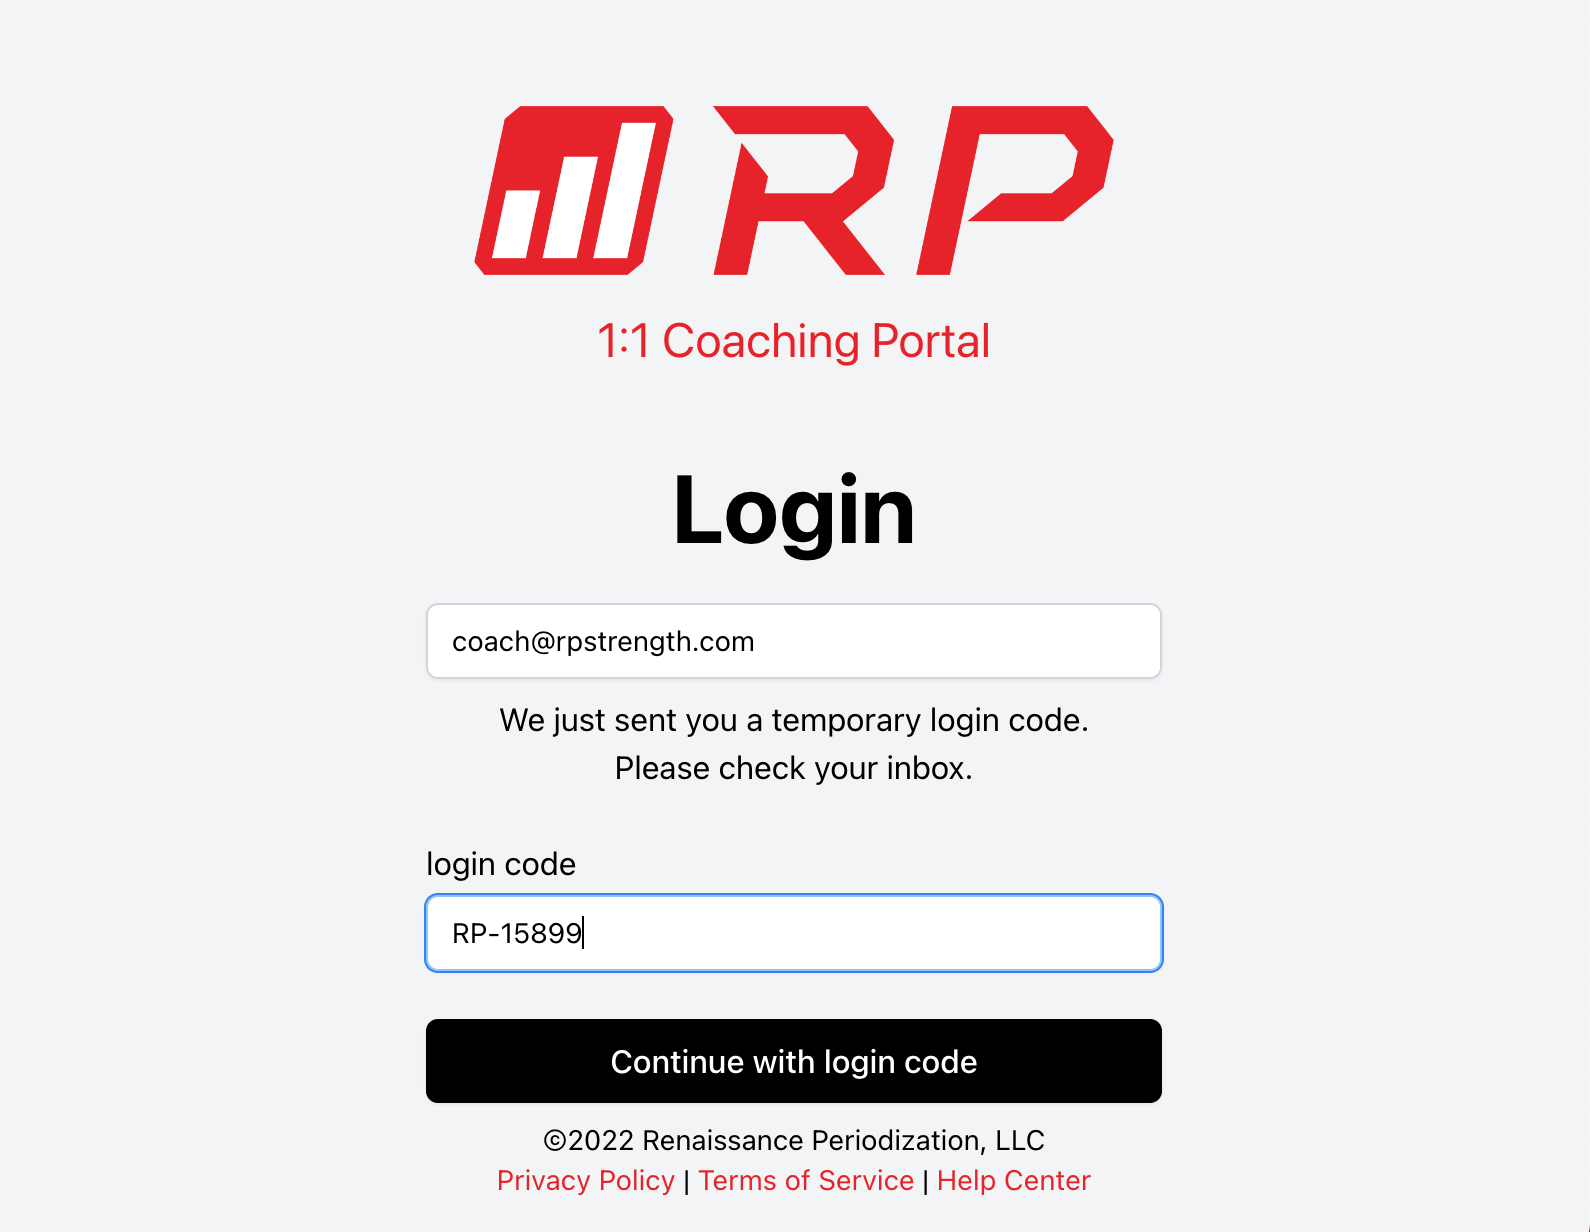 RP
1:1 Coaching Portal
Login
coach@rpstrength.com
We just sent you a temporary login code.
Please check your inbox.
login code
RP-15899
Continue with login code
©2022 Renaissance Periodization, LLC
Privacy Policy | Terms of Service | Help Center